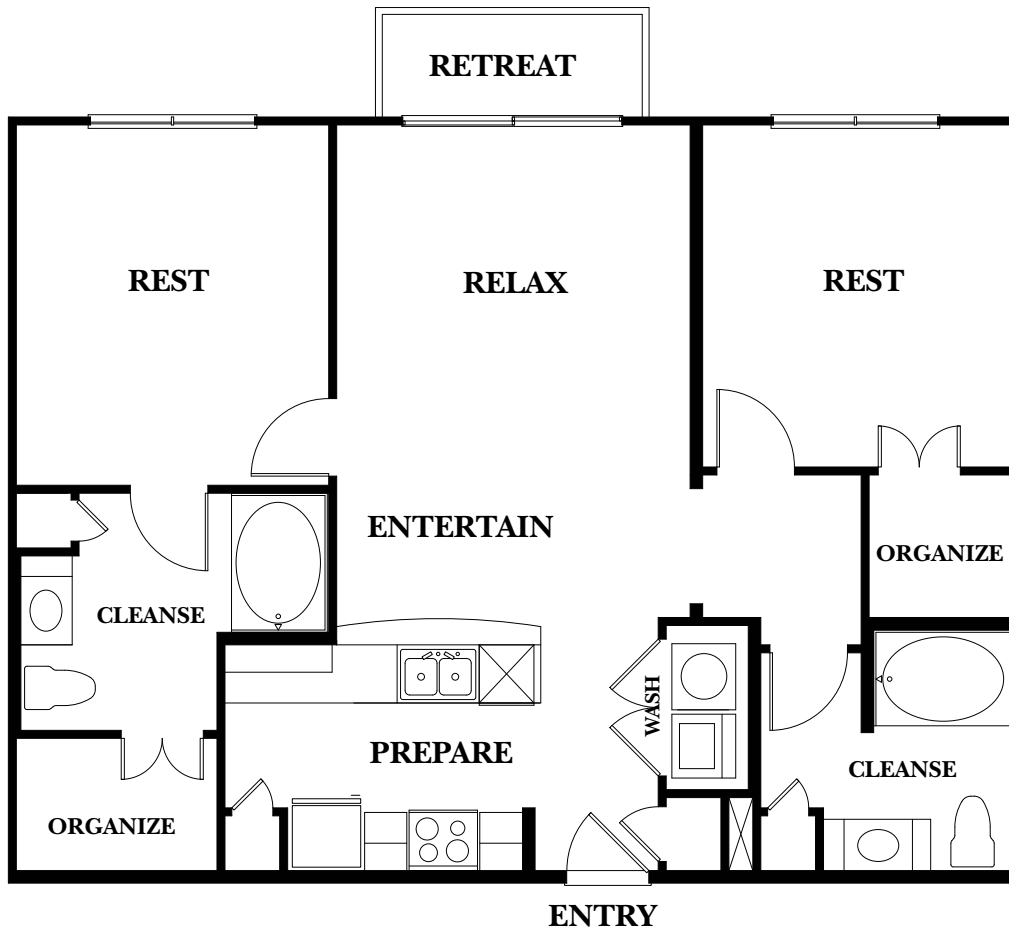 RETREAT
REST
RELAX
REST
ENTERTAIN
ORGANIZE
CLEANSE
WASH
PREPARE
CLEANSE
ORGANIZE
ENTRY